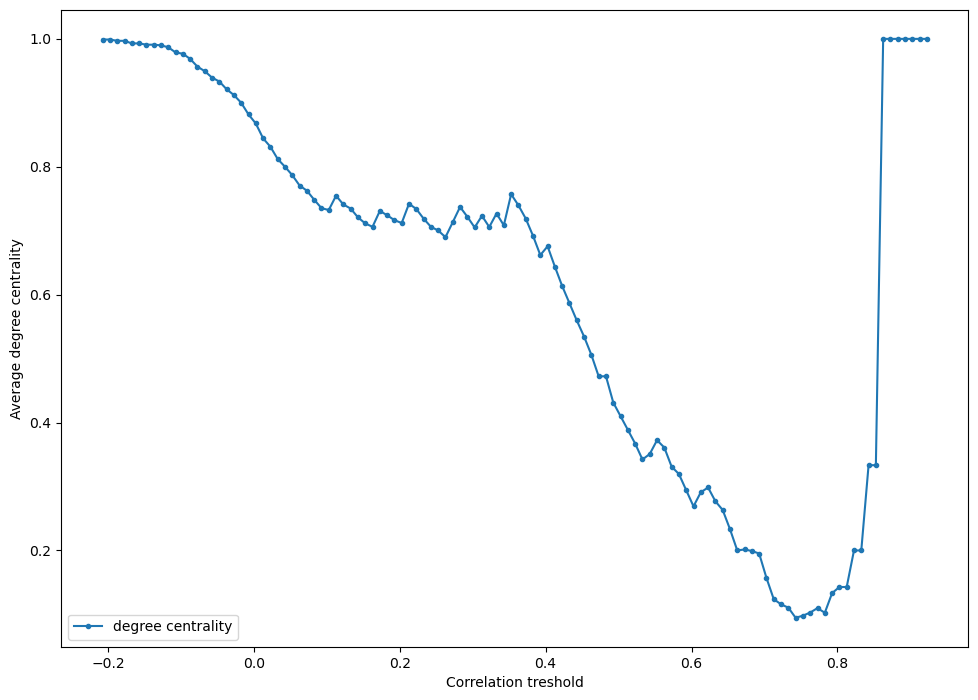 1.0
0.8
0.6
0.4
0.2
Average degree centrality
degree centrality
−0.2 0.0 0.2 0.4 0.6 0.8
Correlation treshold